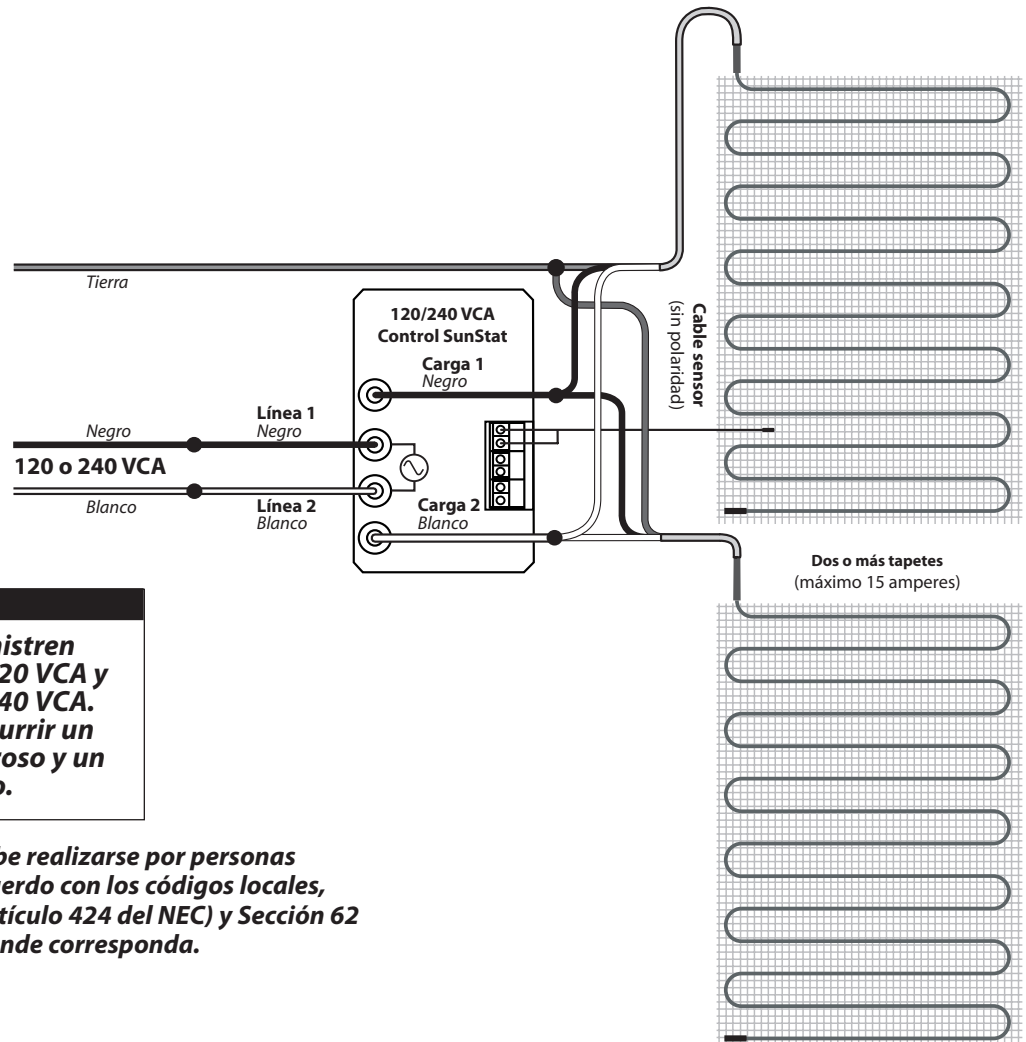 Tierra
120/240 VCA
Control SunStat
Carga 1
Negro
Cable sensor
(sin polaridad)
Línea 1
Negro
Negro
120 o 240 VCA
Blanco
Línea 2
Blanco
Carga 2
Blanco
Dos o más tapetes
(máximo 15 amperes)
istren
20 VCA y
40 VCA.
urrir un
oso y un
o.
be realizarse por personas
uerdo con los códigos locales,
tículo 424 del NEC) y Sección 62
nde corresponda.